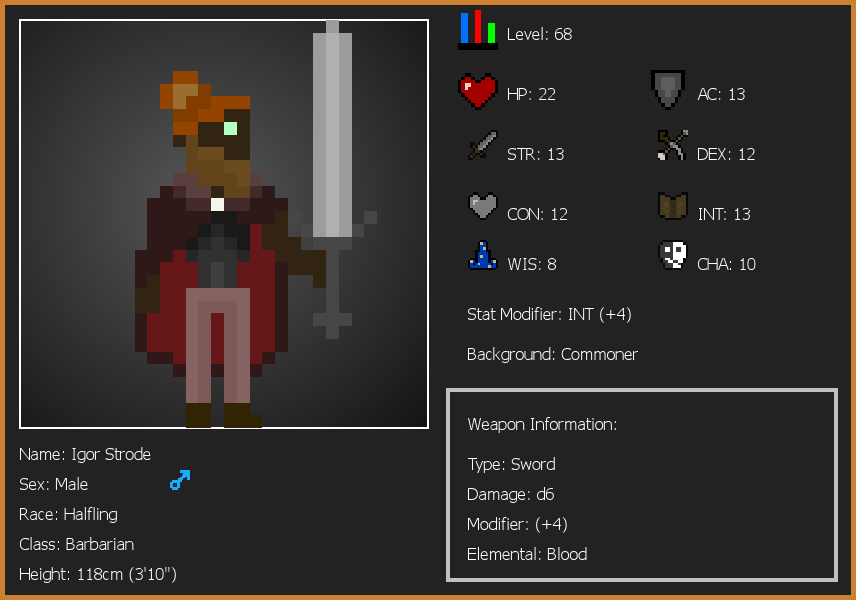 Level: 68
HP: 22
AC: 13
STR: 13
DEX: 12
CON: 12
INT: 13
WIS: 8
CHA: 10
Stat Modifier: INT (+4)
Background: Commoner
Weapon Information:
Type: Sword
Damage: d6
Modifier: (+4)
Elemental: Blood
Name: Igor Strode
Sex: Male
Race: Halfling
Class: Barbarian
Height: 118cm (3'10")